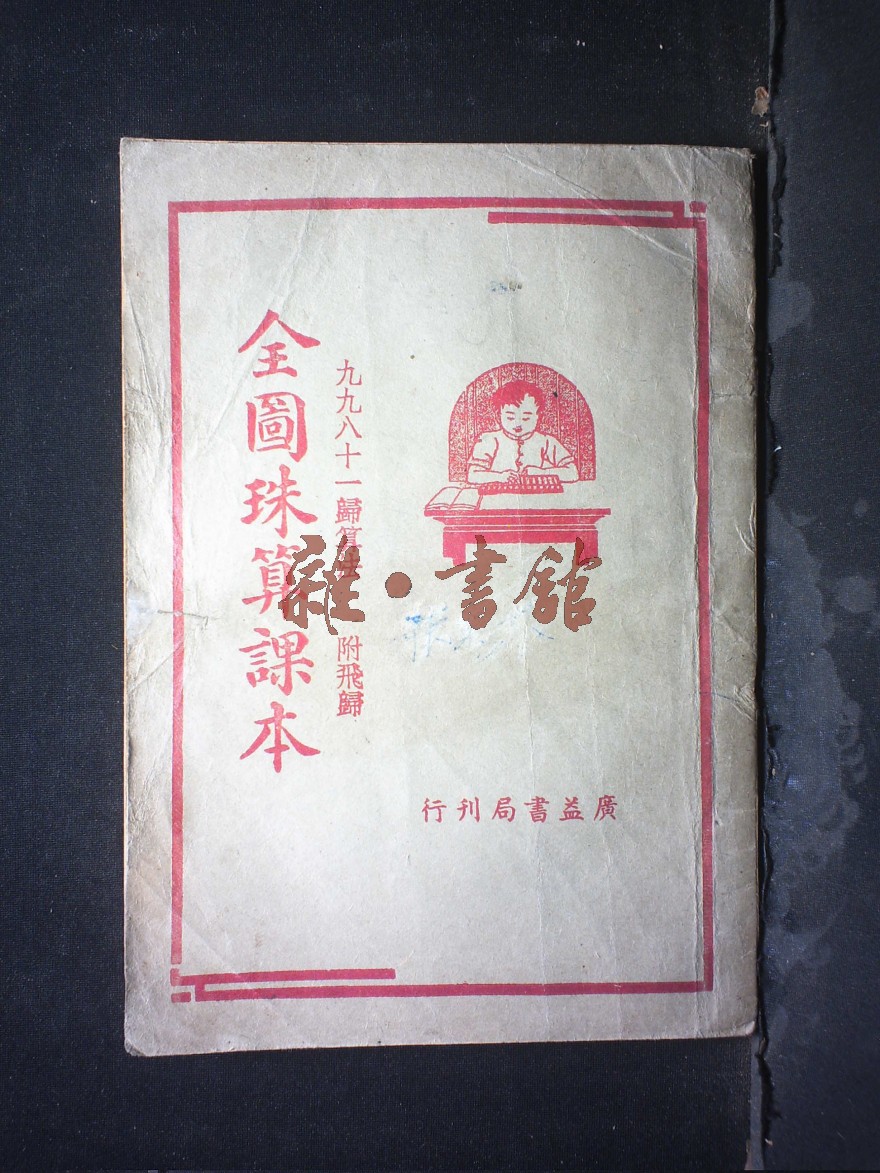 九九八十一歸算法 附飛歸
全圖珠算課本
廣益書局刊行
雜·書館